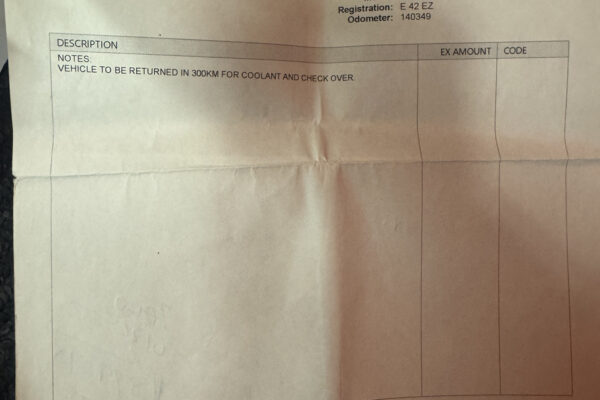 Registration: E 42 EZ
Odometer: 140349
DESCRIPTION EX AMOUNT CODE
NOTES:
VEHICLE TO BE RETURNED IN 300KM FOR COOLANT AND CHECK OVER.